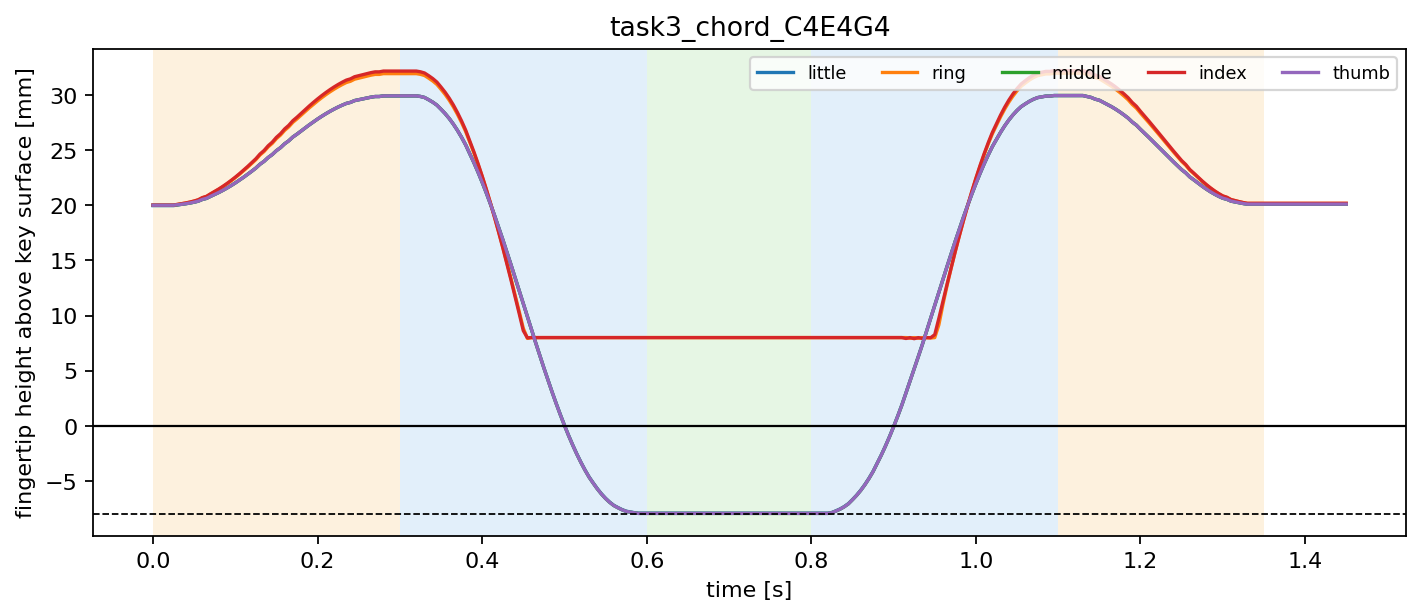 task3_chord_C4E4G4
little ring middle index thumb
fingertip height above key surface [mm]
30
25
20
15
10
5
0
−5
0.0 0.2 0.4 0.6 0.8 1.0 1.2 1.4
time [s]